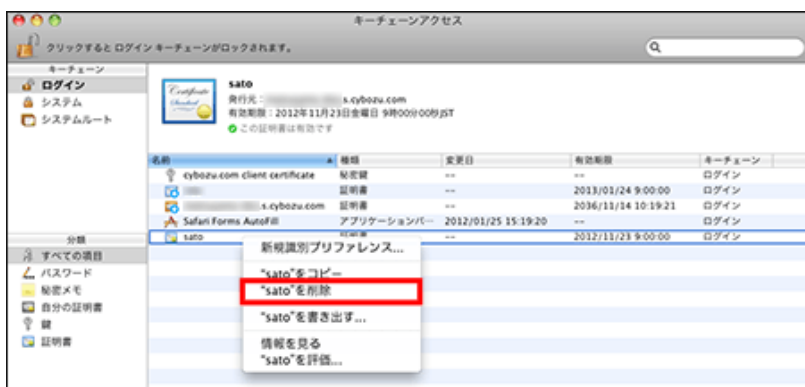 キーチェーンアクセス
クリックすると ログイン キーチェーンがロックされます。
キーチェーン
ログイン
システム
システムルート
Certificate
Standard
sato
発行元： s.cybozu.com
有効期限：2012年11月23日金曜日 9時00分00秒JST
この証明書は有効です
名前 種類 変更日 有効期限 キーチェーン
cybozu.com client certificate 秘密鍵 -- -- ログイン
証明書 -- 2013/01/24 9:00:00 ログイン
s.cybozu.com 証明書 -- 2036/11/14 10:19:21 ログイン
Safari Forms AutoFill アプリケーションパ… 2012/01/25 15:19:20 -- ログイン
sato 証明書 -- 2012/11/23 9:00:00 ログイン
新規識別プリファレンス...
"sato"をコピー
"sato"を削除
"sato"を書き出す...
情報を見る
"sato"を評価...
分類
すべての項目
パスワード
秘密メモ
自分の証明書
鍵
証明書